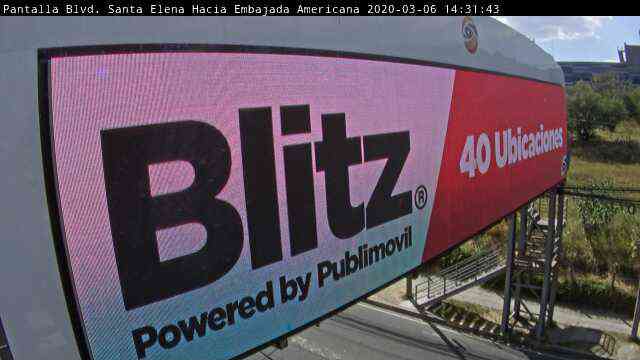 Pantalla Blvd. Santa Elena Hacia Embajada Americana 2020-03-06 14:31:43
Blitz®
40 Ubicaciones
Powered by Publimovil